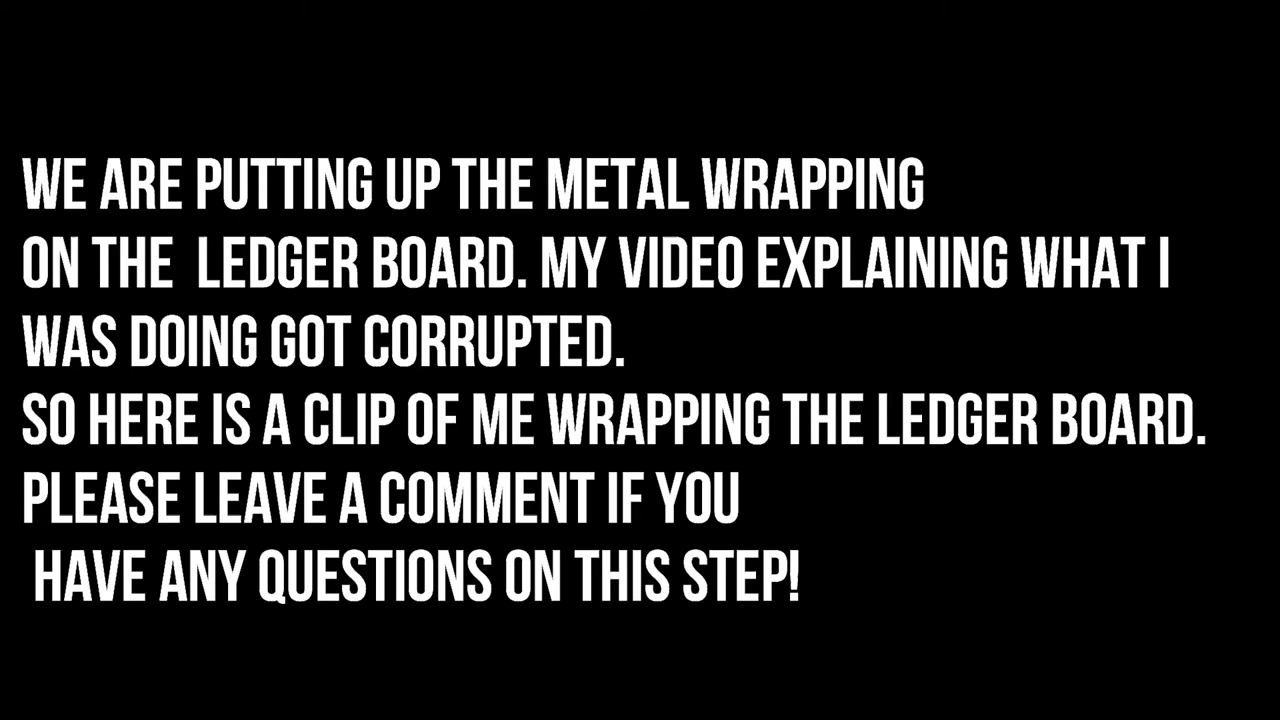 WE ARE PUTTING UP THE METAL WRAPPING
ON THE  LEDGER BOARD. MY VIDEO EXPLAINING WHAT I
WAS DOING GOT CORRUPTED.
SO HERE IS A CLIP OF ME WRAPPING THE LEDGER BOARD.
PLEASE LEAVE A COMMENT IF YOU
HAVE ANY QUESTIONS ON THIS STEP!